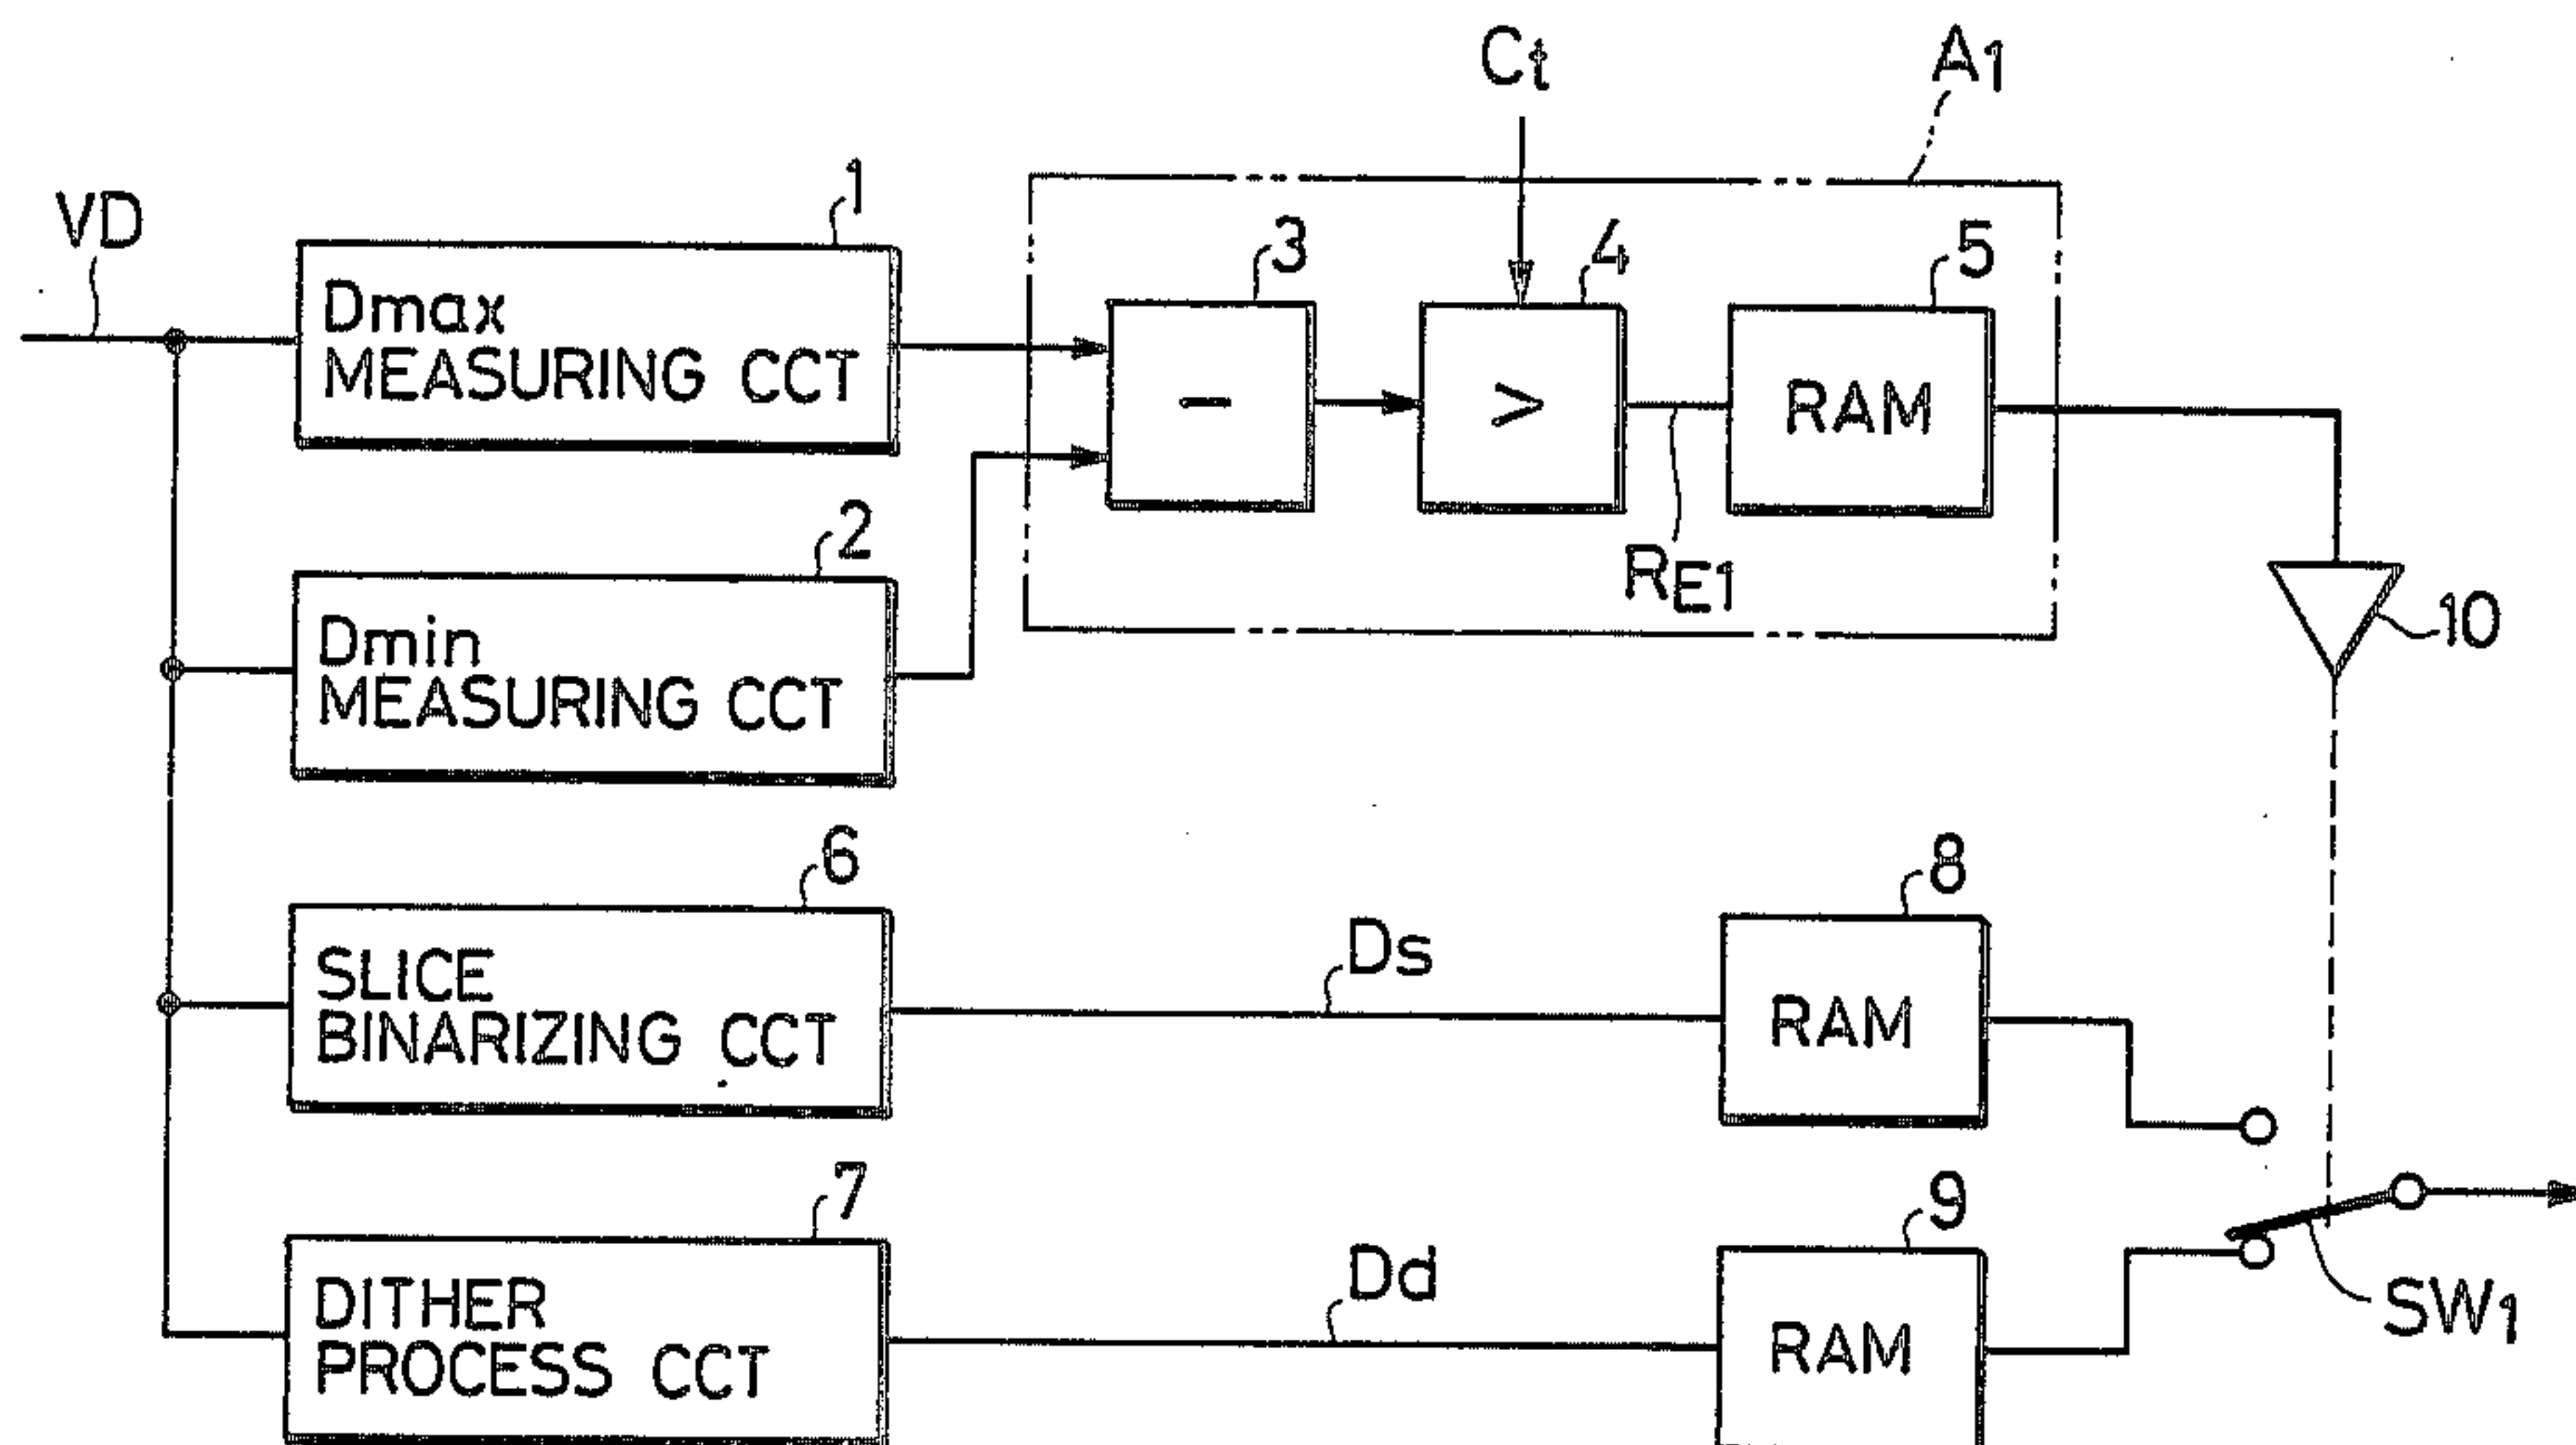 Ct
A1
VD
1
Dmax
MEASURING CCT
3
-
4
>
5
RAM
RE1
2
Dmin
MEASURING CCT
10
6
SLICE
BINARIZING CCT
Ds
8
RAM
7
DITHER
PROCESS CCT
Dd
9
RAM
SW1